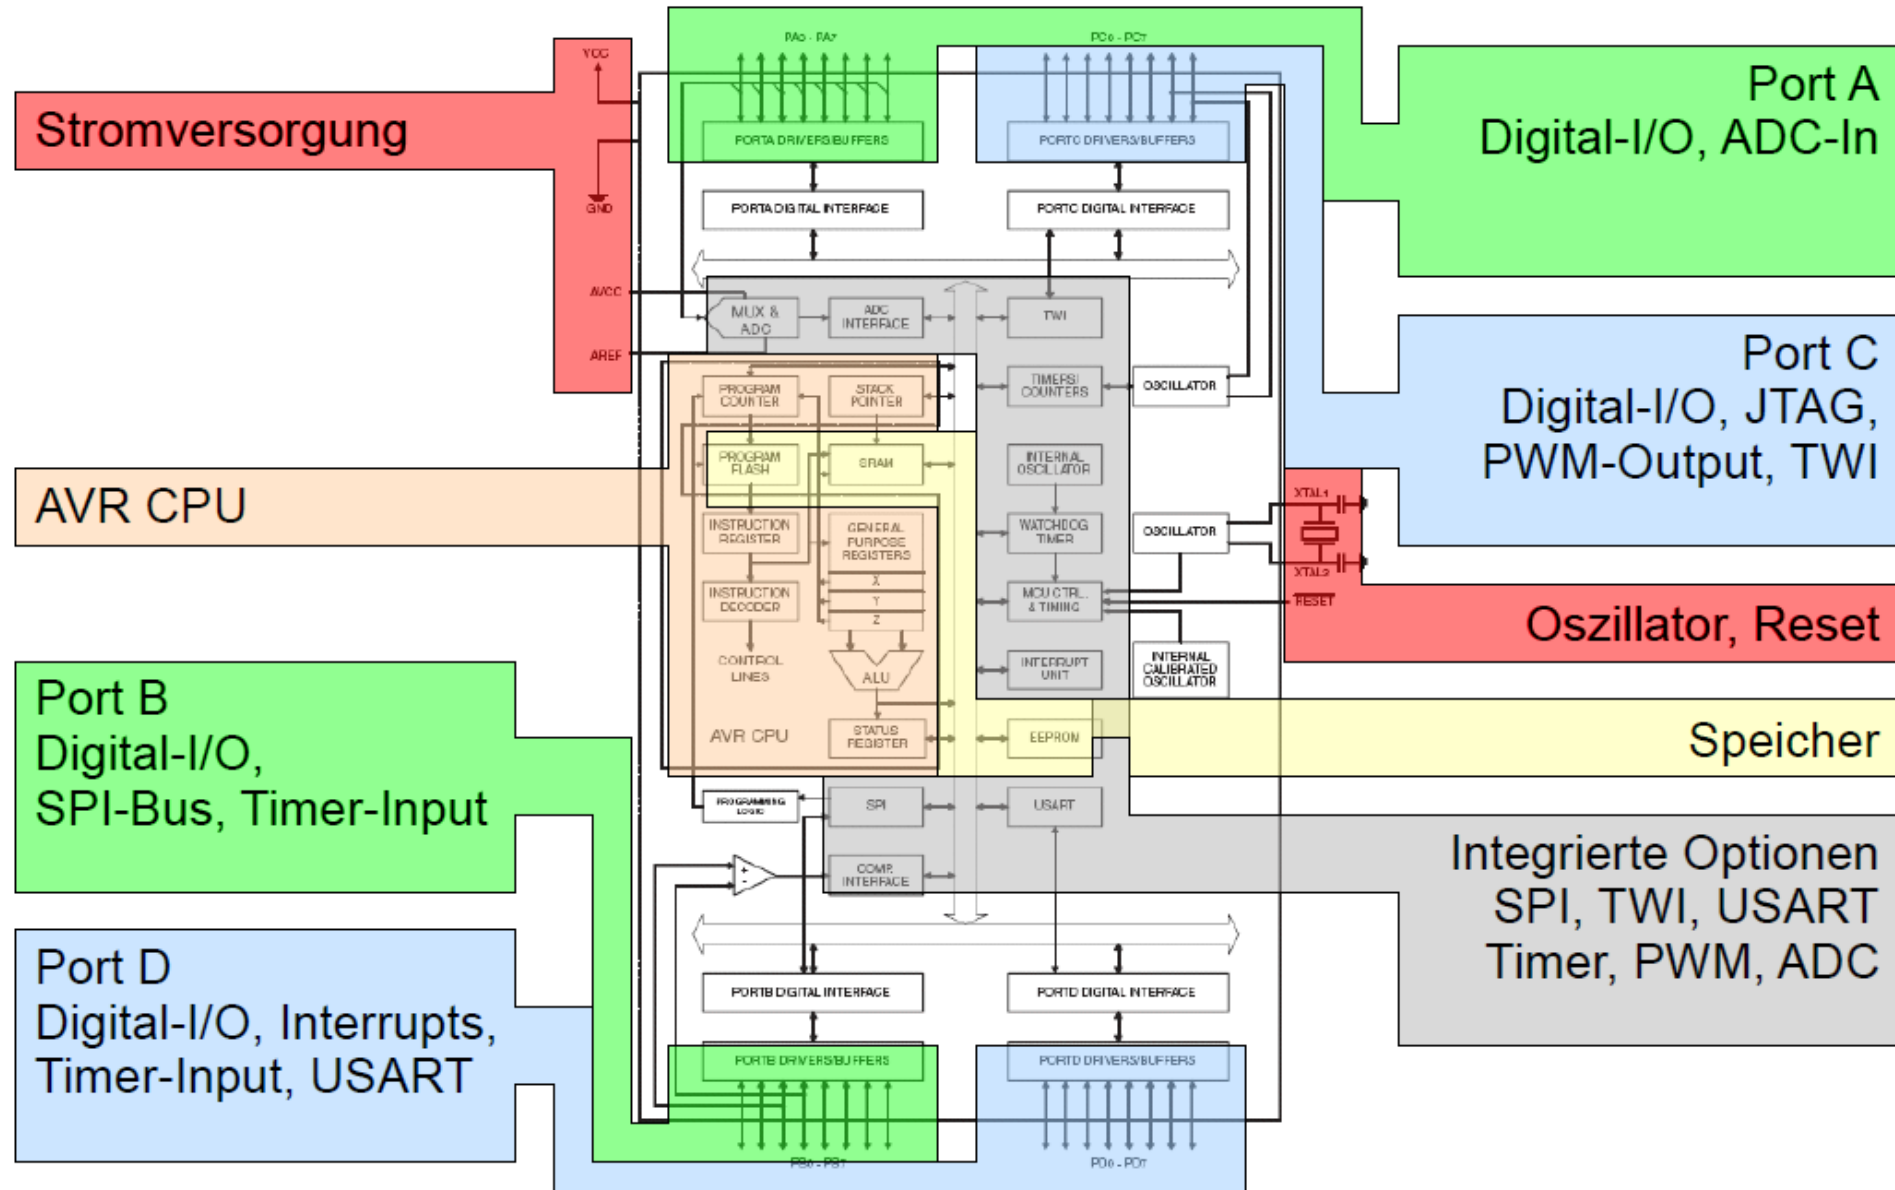 PA0 - PA7
PC0 - PC7
VCC
Port A
Digital-I/O, ADC-In
Stromversorgung
PORTA DRIVERS/BUFFERS
PORTC DRIVERS/BUFFERS
GND
PORTA DIGITAL INTERFACE
PORTC DIGITAL INTERFACE
AVCC
MUX &
ADC
ADC
INTERFACE
TWI
AREF
Port C
Digital-I/O, JTAG,
PWM-Output, TWI
PROGRAM
COUNTER
STACK
POINTER
TIMERS/
COUNTERS
OSCILLATOR
PROGRAM
FLASH
SRAM
INTERNAL
OSCILLATOR
AVR CPU
XTAL1
INSTRUCTION
REGISTER
GENERAL
PURPOSE
REGISTERS
WATCHDOG
TIMER
OSCILLATOR
XTAL2
X
INSTRUCTION
DECODER
Y
Z
MCU CTRL.
& TIMING
RESET
Oszillator, Reset
CONTROL
LINES
ALU
INTERRUPT
UNIT
INTERNAL
CALIBRATED
OSCILLATOR
Port B
Digital-I/O,
SPI-Bus, Timer-Input
AVR CPU
STATUS
REGISTER
EEPROM
Speicher
PROGRAMMING
LOGIC
SPI
USART
+
-
COMP.
INTERFACE
Integrierte Optionen
SPI, TWI, USART
Timer, PWM, ADC
Port D
Digital-I/O, Interrupts,
Timer-Input, USART
PORTB DIGITAL INTERFACE
PORTD DIGITAL INTERFACE
PORTB DRIVERS/BUFFERS
PORTD DRIVERS/BUFFERS
PB0 - PB7
PD0 - PD7